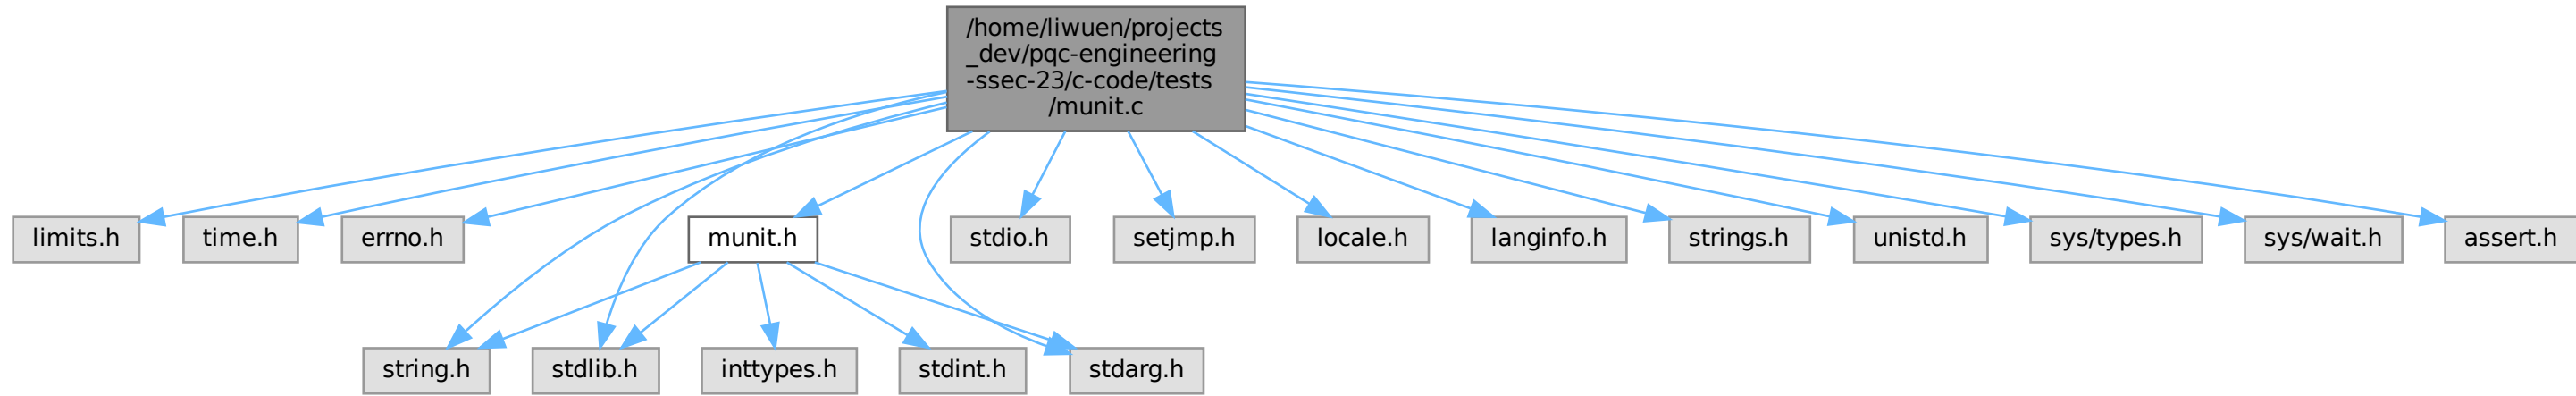 /home/liwuen/projects
_dev/pqc-engineering
-ssec-23/c-code/tests
/munit.c
limits.h
time.h
errno.h
munit.h
stdio.h
setjmp.h
locale.h
langinfo.h
strings.h
unistd.h
sys/types.h
sys/wait.h
assert.h
string.h
stdlib.h
inttypes.h
stdint.h
stdarg.h